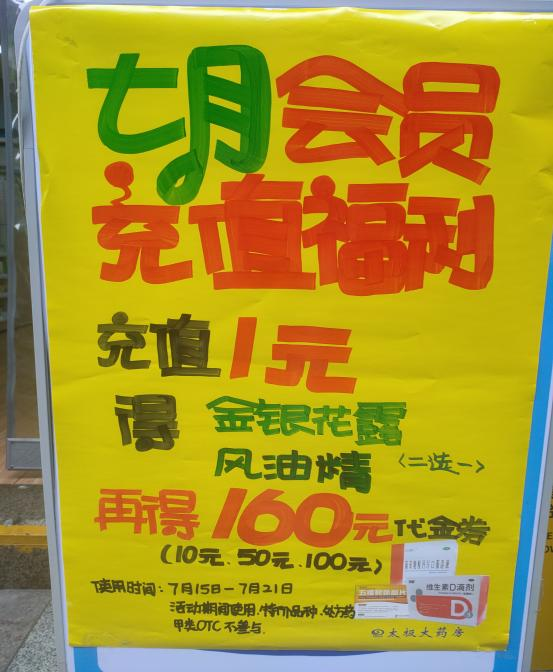 七月会员
充值福利
充值1元
得 金银花露
风油精 <二选一>
再得160元代金券
(10元、50元、100元)
使用时间:7月15日-7月21日
活动期间使用.特价品种、处方药
甲类OTC不参与.
维生素D滴剂
D
太极大药房